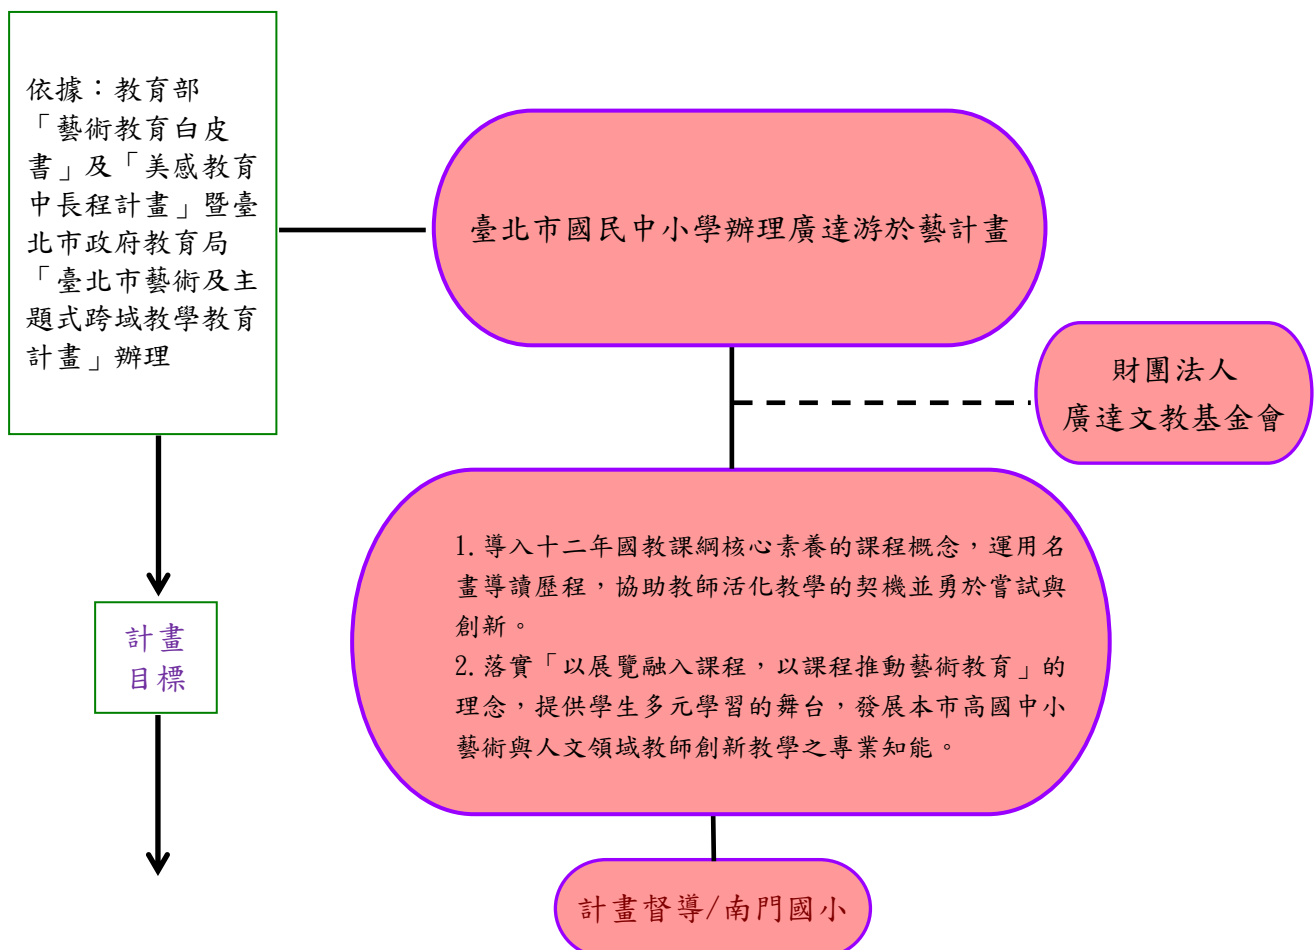 依據：教育部
「藝術教育白皮
書」及「美感教育
中長程計畫」暨臺
北市政府教育局
「臺北市藝術及主
題式跨域教學教育
計畫」辦理
臺北市國民中小學辦理廣達游於藝計畫
財團法人
廣達文教基金會
1.導入十二年國教課綱核心素養的課程概念，運用名
畫導讀歷程，協助教師活化教學的契機並勇於嘗試與
創新。
2.落實「以展覽融入課程，以課程推動藝術教育」的
理念，提供學生多元學習的舞台，發展本市高國中小
藝術與人文領域教師創新教學之專業知能。
計畫
目標
計畫督導/南門國小